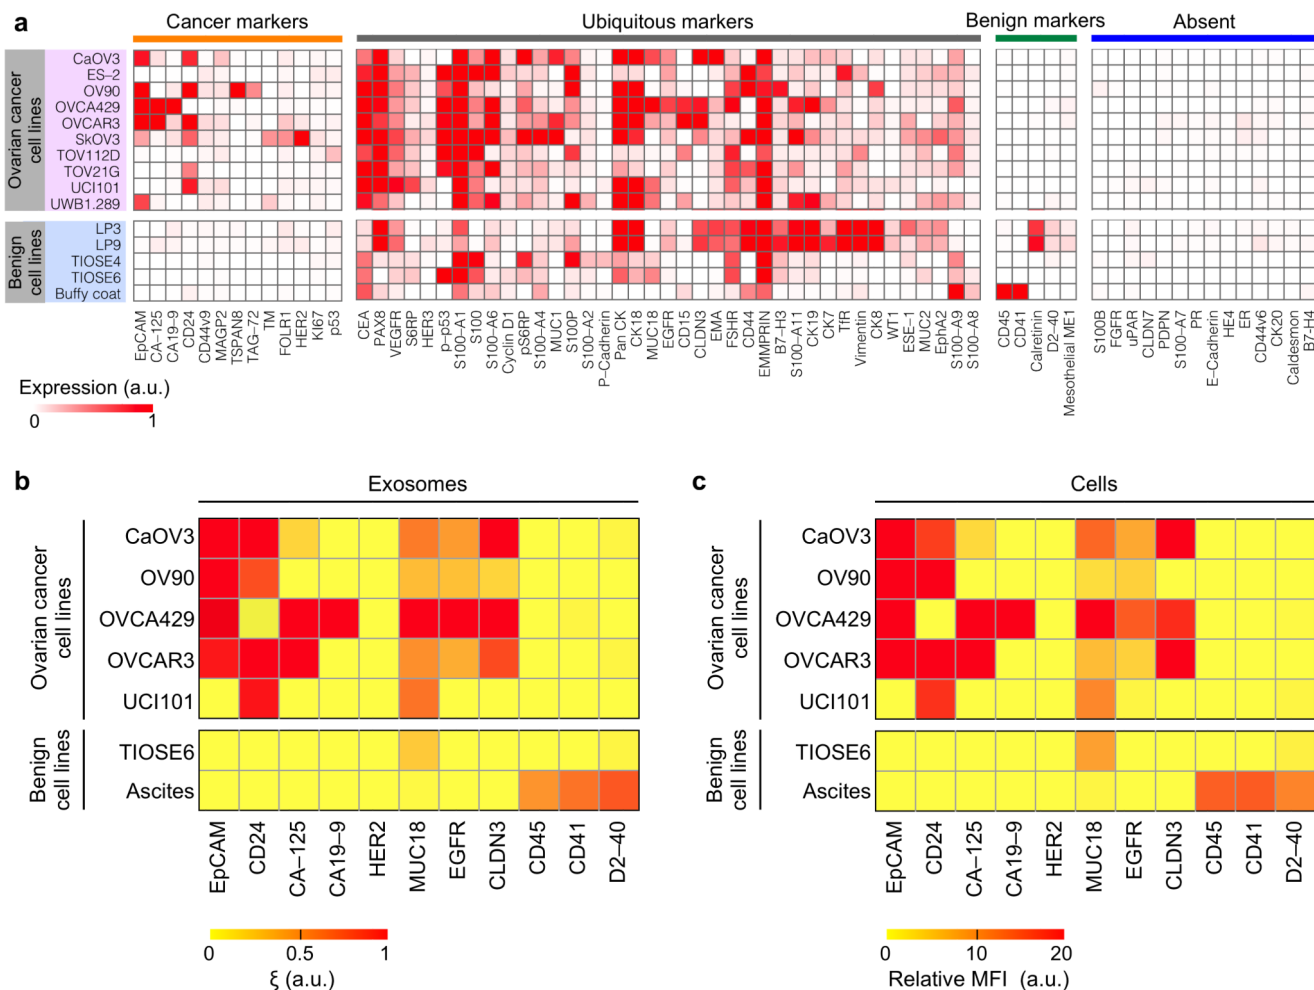 a
Cancer markers
Ubiquitous markers
Benign markers
Absent
Ovarian cancer
cell lines
CaOV3
ES–2
OV90
OVCA429
OVCAR3
SkOV3
TOV112D
TOV21G
UCI101
UWB1.289
Benign
cell lines
LP3
LP9
TIOSE4
TIOSE6
Buffy coat
EpCAM
CA–125
CA19–9
CD24
CD44v9
MAGP2
TSPAN8
TAG–72
TM
FOLR1
HER2
KI67
p53
CEA
PAX8
VEGFR
S6RP
HER3
p–p53
S100–A1
S100
S100–A6
Cyclin D1
pS6RP
S100–A4
MUC1
S100P
S100–A2
P–Cadherin
Pan CK
CK18
MUC18
EGFR
CD15
CLDN3
EMA
FSHR
CD44
EMMPRIN
B7–H3
S100–A11
CK19
CK7
TfR
Vimentin
CK8
WT1
ESE–1
MUC2
EphA2
S100–A9
S100–A8
CD45
CD41
Calretinin
D2–40
Mesothelial ME1
S100B
FGFR
uPAR
CLDN7
PDPN
S100–A7
PR
E–Cadherin
HE4
ER
CD44v6
CK20
Caldesmon
B7–H4
Expression (a.u.)
0 1
b
Exosomes
Ovarian cancer
cell lines
CaOV3
OV90
OVCA429
OVCAR3
UCI101
Benign
cell lines
TIOSE6
Ascites
EpCAM
CD24
CA–125
CA19–9
HER2
MUC18
EGFR
CLDN3
CD45
CD41
D2–40
0 0.5 1
ξ (a.u.)
c
Cells
Ovarian cancer
cell lines
CaOV3
OV90
OVCA429
OVCAR3
UCI101
Benign
cell lines
TIOSE6
Ascites
EpCAM
CD24
CA–125
CA19–9
HER2
MUC18
EGFR
CLDN3
CD45
CD41
D2–40
0 10 20
Relative MFI (a.u.)